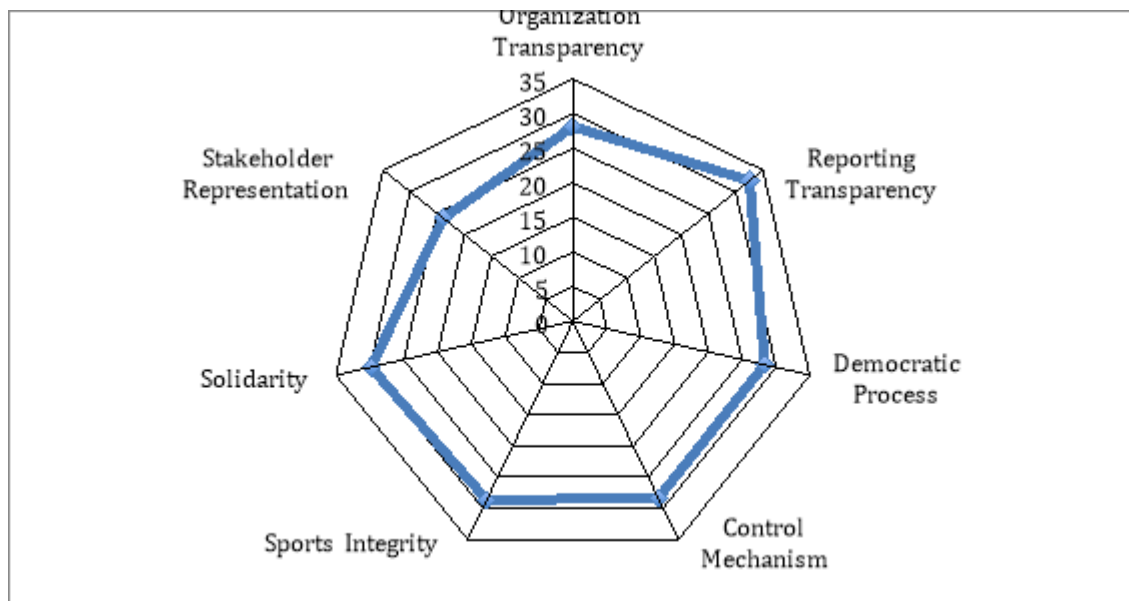 Organization
Transparency
35
30
25
20
15
10
5
0
Reporting
Transparency
Democratic
Process
Control
Mechanism
Sports Integrity
Solidarity
Stakeholder
Representation